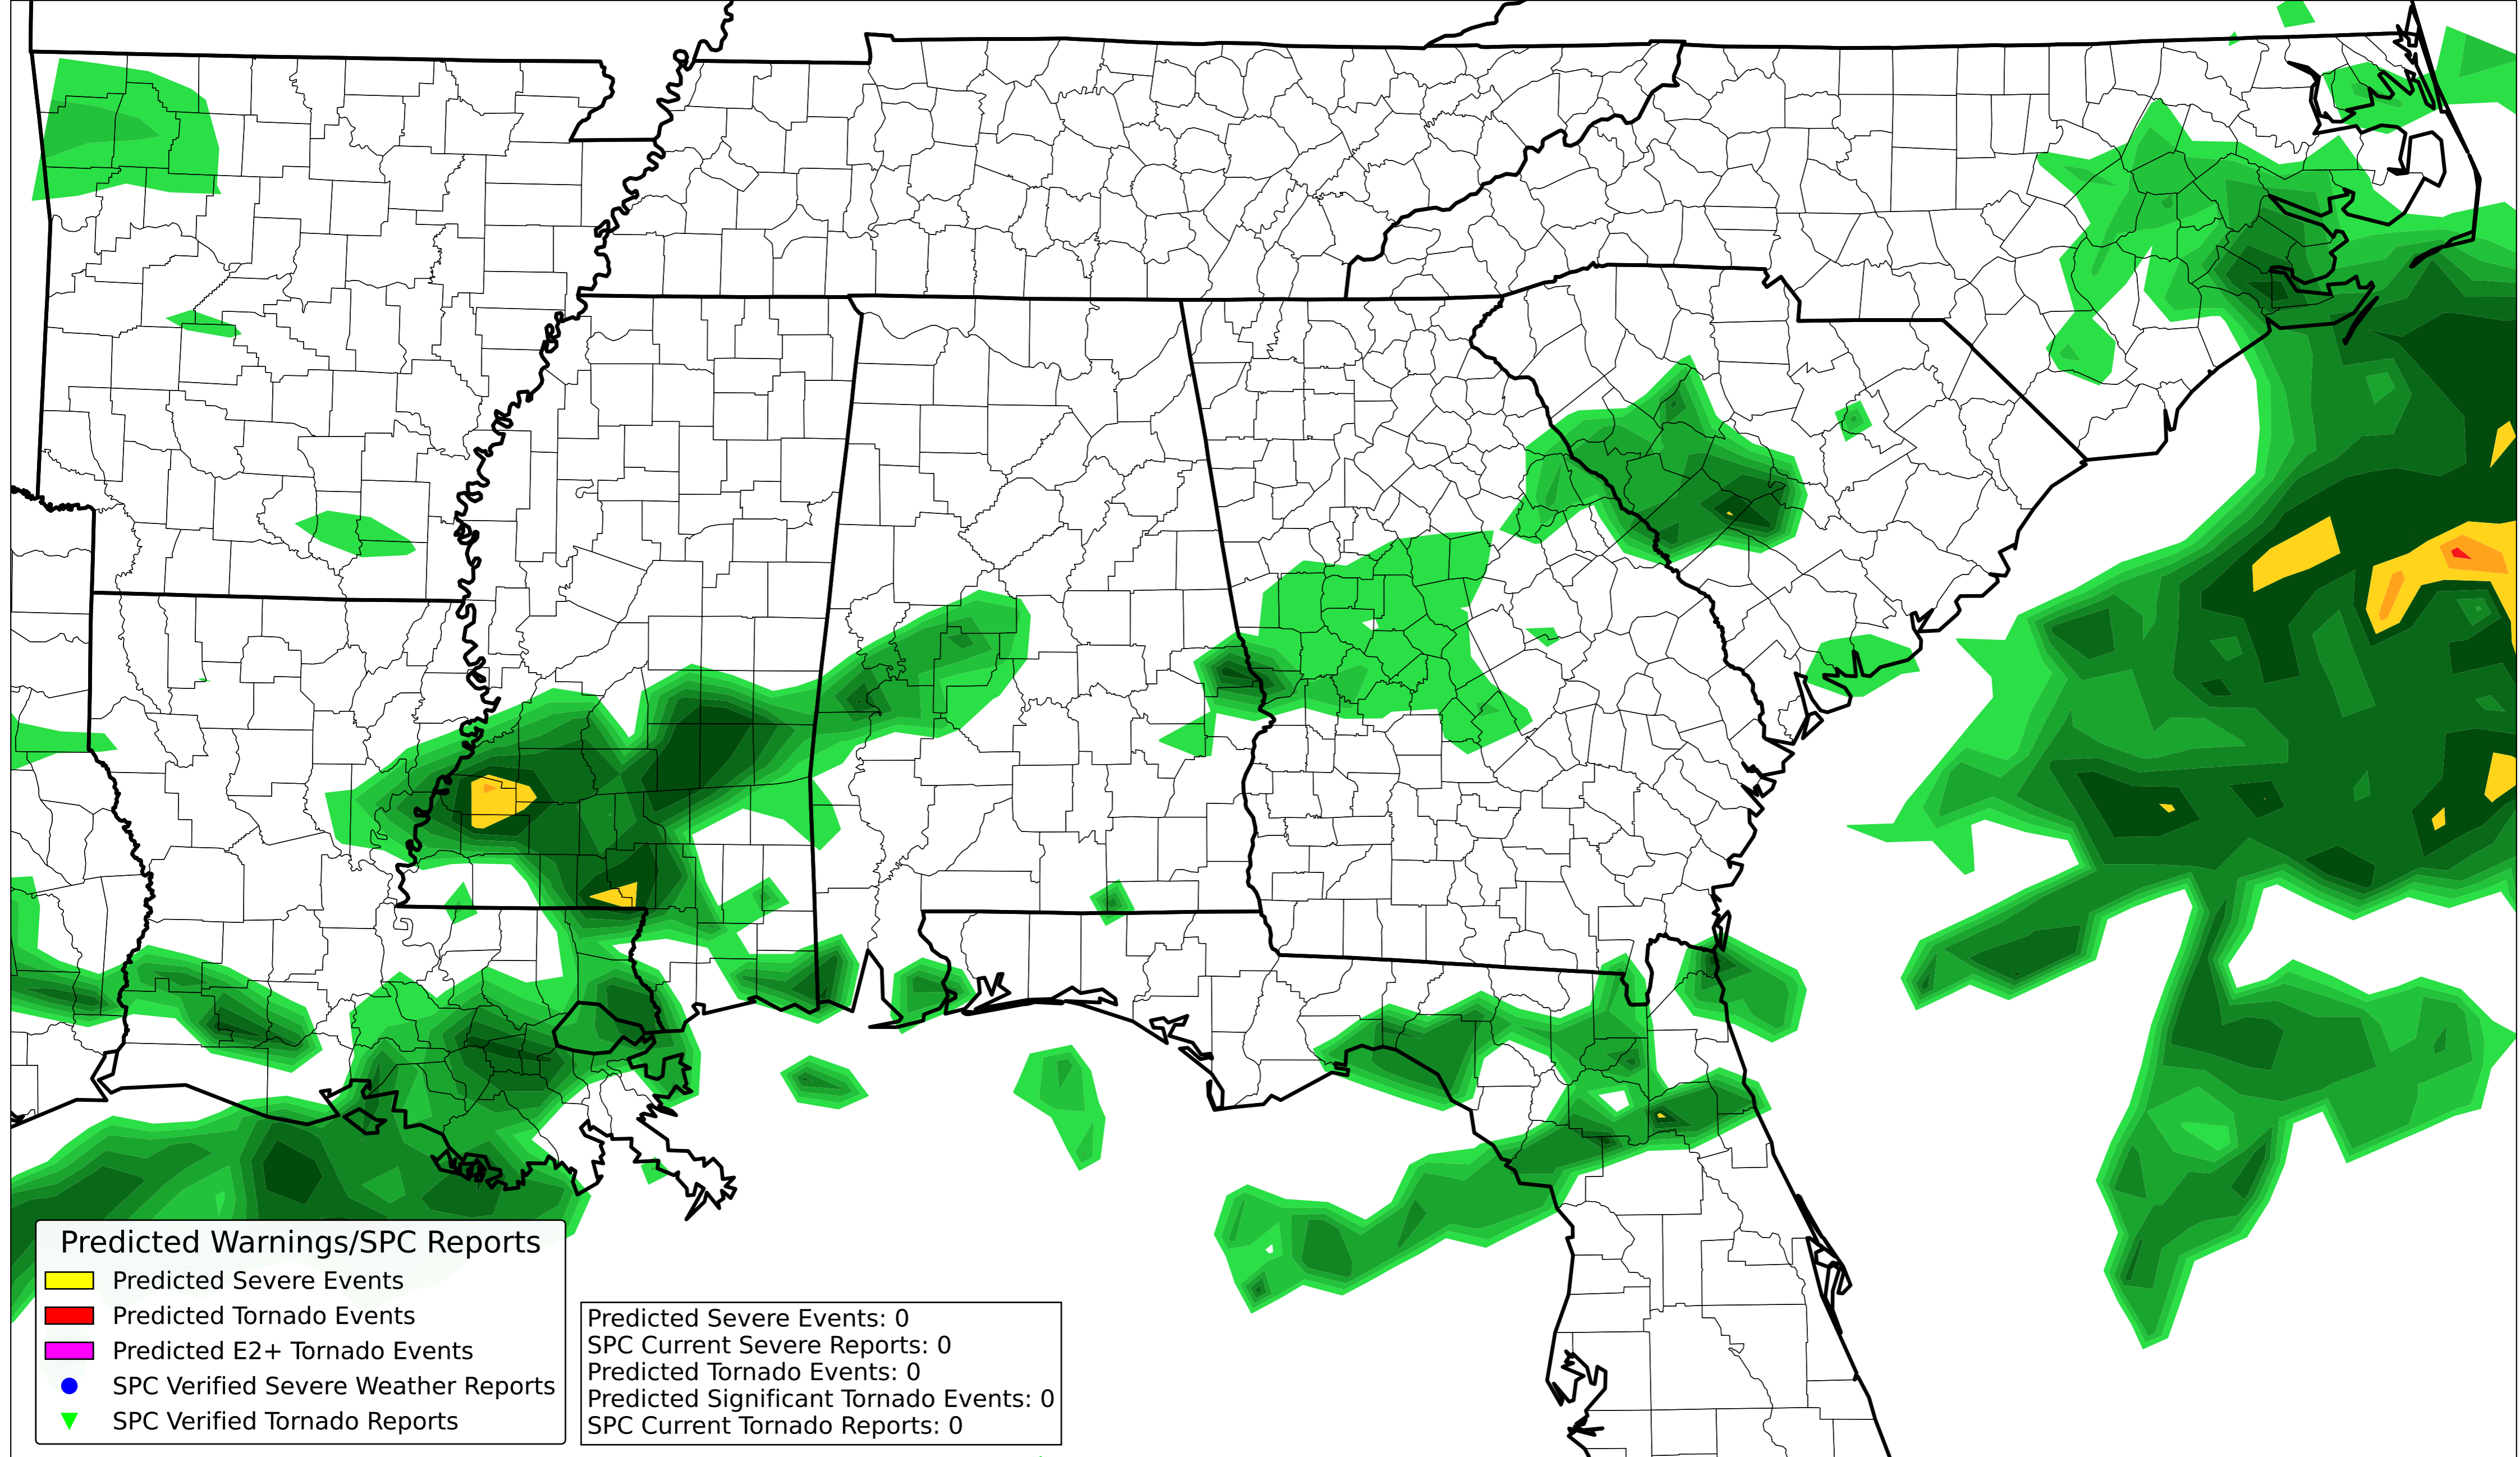 Predicted Warnings/SPC Reports
Predicted Severe Events
Predicted Tornado Events
Predicted E2+ Tornado Events
SPC Verified Severe Weather Reports
SPC Verified Tornado Reports
Predicted Severe Events: 0
SPC Current Severe Reports: 0
Predicted Tornado Events: 0
Predicted Significant Tornado Events: 0
SPC Current Tornado Reports: 0